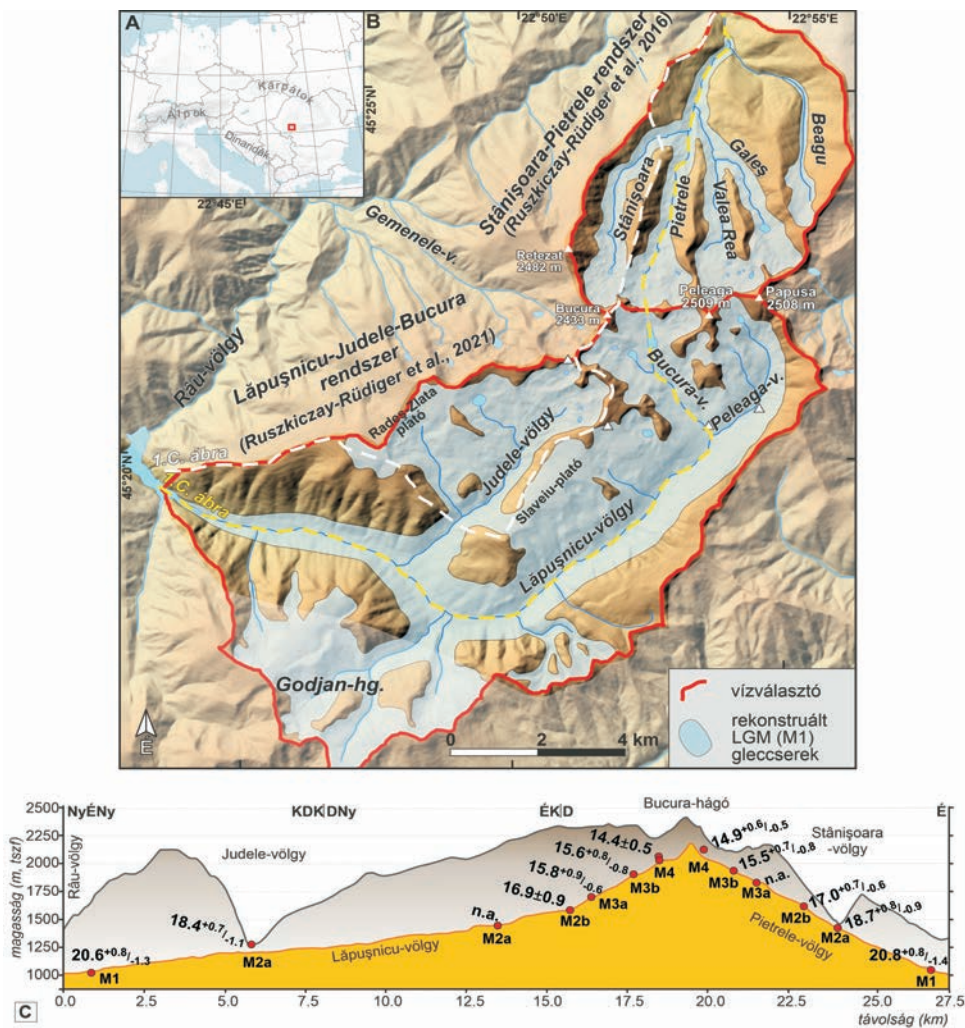 A
B
22°50'E
22°55'E
Kárpátok
Alpok
Dinaridák
22°45'E
45°25'N
Stânişoara-Pietrele rendszer
(Ruszkiczay-Rüdiger et al., 2016)
Stânişoara
Pietrele
Valea Rea
Galeş
Beagu
Gemenele-v.
Retezat
2482 m
Bucura
2433 m
Peleaga
2509 m
Papusa
2508 m
Râu-völgy
Lăpuşnicu-Judele-Bucura
rendszer
(Ruszkiczay-Rüdiger et al., 2021)
Rades-Zlata
plató
Bucura-v.
Peleaga-v.
45°20'N
1.C. ábra
1.C. ábra
Judele-völgy
Slaveiu-plató
Lăpuşnicu-völgy
Godjan-hg.
É
0 2 4 km
vízválasztó
rekonstruált
LGM (M1)
gleccserek
C
magasság (m, tszf)
2500
2250
2000
1750
1500
1250
1000
NyÉNy
KDK|DNy
ÉK|D
Bucura-hágó
É
Râu-völgy
Judele-völgy
Stânişoara
-völgy
14.4±0.5
14.9+0.6/-0.5
15.6+0.8/-0.8
15.5+0.7/-0.8
15.8+0.9/-0.6
n.a.
16.9±0.9
17.0+0.7/-0.6
n.a.
18.4+0.7/-1.1
18.7+0.8/-0.9
20.6+0.8/-1.3
20.8+0.8/-1.4
M1
M2a
M2a
M2b
M3a
M3b
M4
M4
M3b
M3a
M2b
M2a
M1
Lăpuşnicu-völgy
Pietrele-völgy
0.0 2.5 5.0 7.5 10.0 12.5 15.0 17.5 20.0 22.5 25.0 27.5
távolság (km)